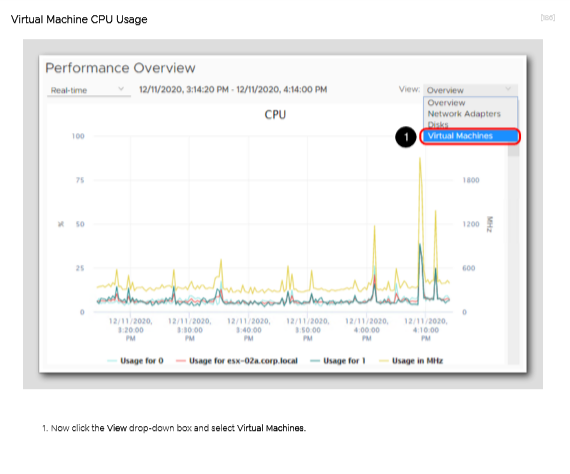 Virtual Machine CPU Usage
Performance Overview
Real-time 12/11/2020, 3:14:20 PM - 12/11/2020, 4:14:00 PM View: Overview
Overview
Network Adapters
Disks
1 Virtual Machines
CPU
100
75 1800
% 50 1200 MHz
25 600
0 0
12/11/2020, 12/11/2020, 12/11/2020, 12/11/2020, 12/11/2020, 12/11/2020,
3:20:00 3:30:00 3:40:00 3:50:00 4:00:00 4:10:00
PM PM PM PM PM PM
Usage for 0 Usage for esx-02a.corp.local Usage for 1 Usage in MHz
1. Now click the View drop-down box and select Virtual Machines.